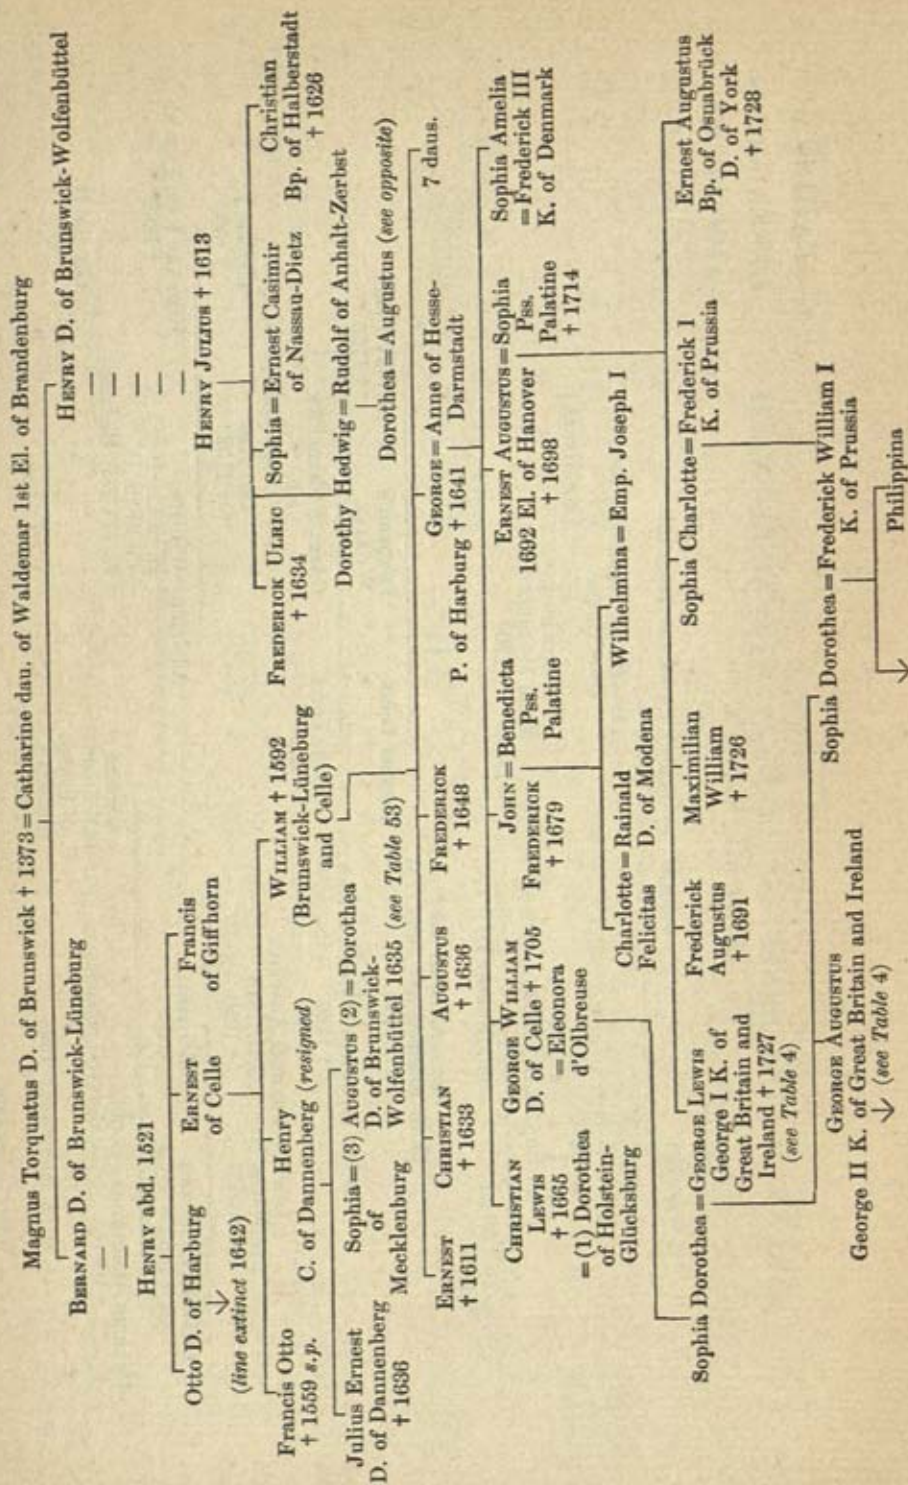 Magnus Torquatus D. of Brunswick † 1373 = Catharine dau. of Waldemar 1st El. of Brandenburg
BERNARD D. of Brunswick-Lüneburg
HENRY D. of Brunswick-Wolfenbüttel
HENRY abd. 1521
HENRY JULIUS † 1613
Otto D. of Harburg
(line extinct 1642)
ERNEST
of Celle
Francis
of Giffhorn
FREDERICK ULRIC
† 1634
Sophia = Ernest Casimir
of Nassau-Dietz
Christian
Bp. of Halberstadt
† 1626
Dorothy Hedwig = Rudolf of Anhalt-Zerbst
Dorothea = Augustus (see opposite)
Francis Otto
† 1559 s.p.
Henry
C. of Dannenberg (resigned)
WILLIAM † 1592
(Brunswick-Lüneburg
and Celle)
Julius Ernest
D. of Dannenberg
† 1636
Sophia = (3) AUGUSTUS (2) = Dorothea
of
Mecklenburg
D. of Brunswick-
Wolfenbüttel 1635 (see Table 53)
ERNEST
† 1611
CHRISTIAN
† 1633
AUGUSTUS
† 1636
FREDERICK
† 1648
GEORGE = Anne of Hesse-
P. of Harburg † 1641
Darmstadt
7 daus.
CHRISTIAN
LEWIS
† 1665
= (1) Dorothea
of Holstein-
Glücksburg
GEORGE WILLIAM
D. of Celle † 1705
= Eleonora
d'Olbreuse
JOHN = Benedicta
FREDERICK
† 1679
Pss.
Palatine
ERNEST AUGUSTUS = Sophia
1692 El. of Hanover
† 1698
Pss.
Palatine
† 1714
Sophia Amelia
= Frederick III
K. of Denmark
Charlotte = Rainald
Felicitas
D. of Modena
Wilhelmina = Emp. Joseph I
Sophia Dorothea = GEORGE LEWIS
George I K. of
Great Britain and
Ireland † 1727
(see Table 4)
Frederick
Augustus
† 1691
Maximilian
William
† 1726
Sophia Charlotte = Frederick I
K. of Prussia
Ernest Augustus
Bp. of Osnabrück
D. of York
† 1728
GEORGE AUGUSTUS
George II K. of Great Britain and Ireland
(see Table 4)
Sophia Dorothea = Frederick William I
K. of Prussia
Philippina